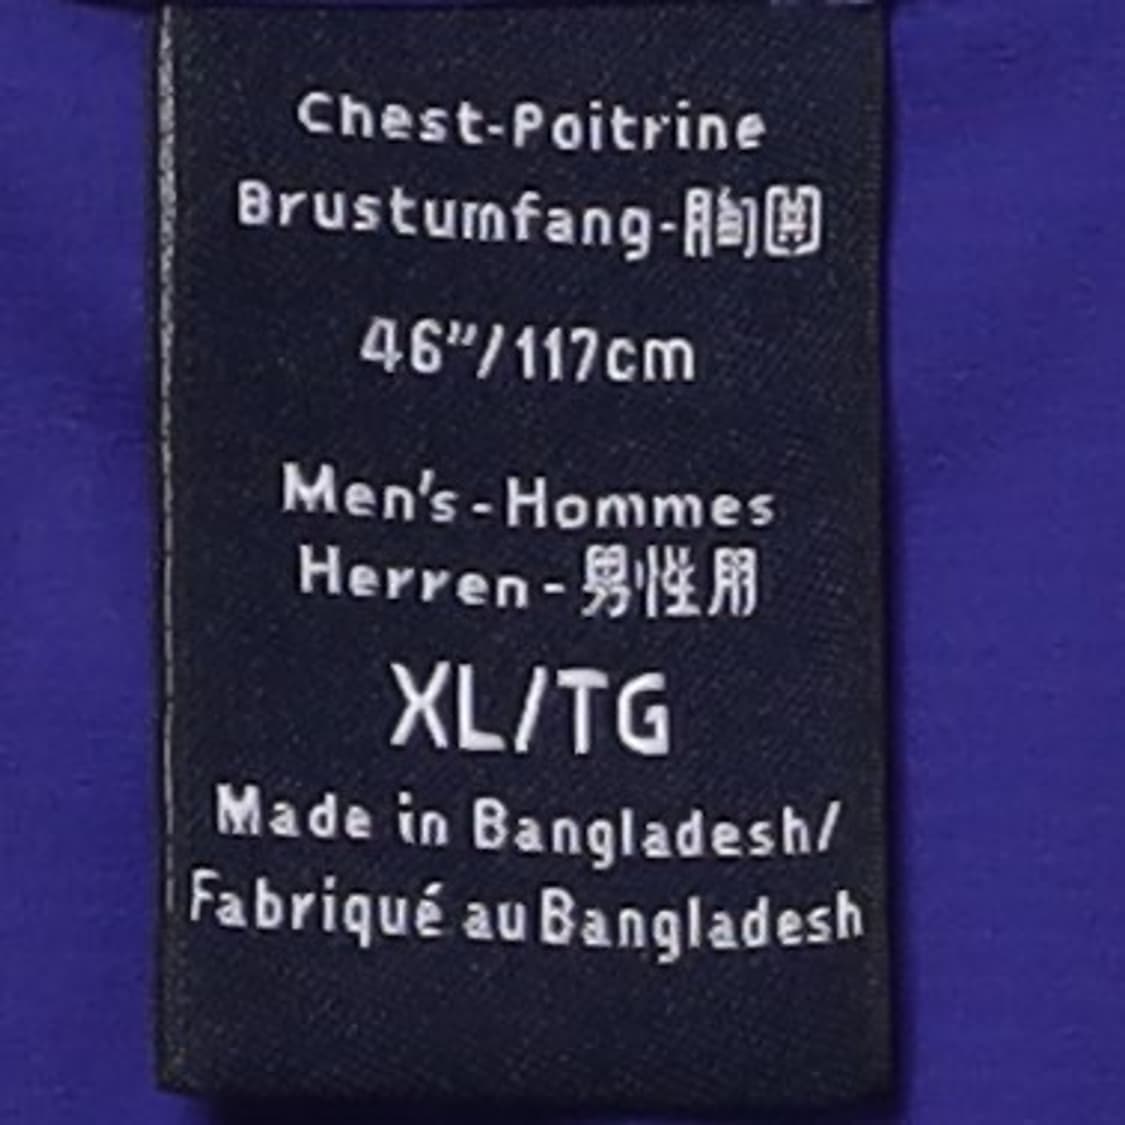 Chest-Poitrine
Brustumfang-胸囲
46”/117cm
Men’s-Hommes
Herren-男性用
XL/TG
Made in Bangladesh/
Fabriqué au Bangladesh